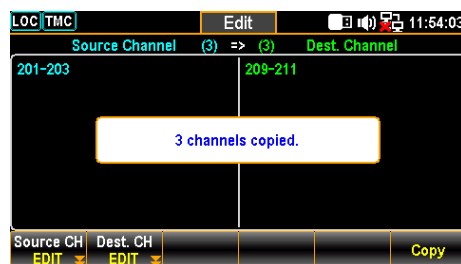 LOC TMC Edit 11:54:03
Source Channel (3) => (3) Dest. Channel
201-203 209-211
3 channels copied.
Source CH Dest. CH
EDIT EDIT Copy